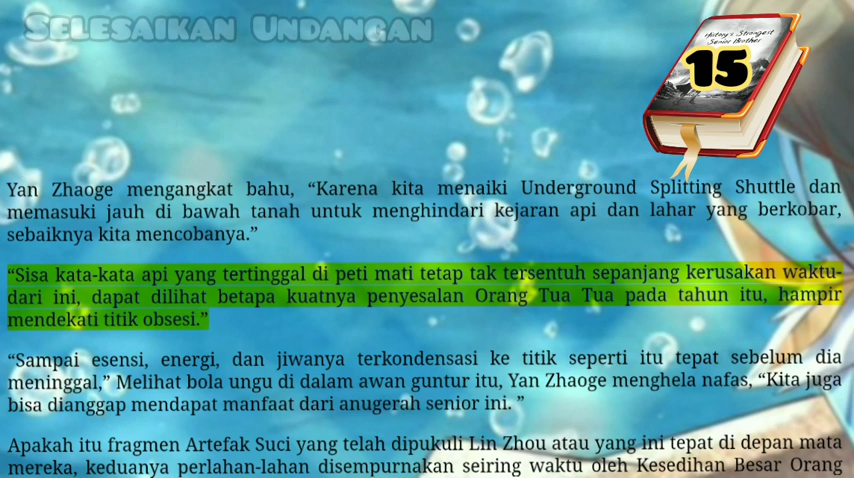 Selesaikan Undangan
History's Strongest
Senior Brother
15
Yan Zhaoge mengangkat bahu, “Karena kita menaiki Underground Splitting Shuttle dan
memasuki jauh di bawah tanah untuk menghindari kejaran api dan lahar yang berkobar,
sebaiknya kita mencobanya.”
“Sisa kata-kata api yang tertinggal di peti mati tetap tak tersentuh sepanjang kerusakan waktu-
dari ini, dapat dilihat betapa kuatnya penyesalan Orang Tua Tua pada tahun itu, hampir
mendekati titik obsesi.”
“Sampai esensi, energi, dan jiwanya terkondensasi ke titik seperti itu tepat sebelum dia
meninggal,” Melihat bola ungu di dalam awan guntur itu, Yan Zhaoge menghela nafas, “Kita juga
bisa dianggap mendapat manfaat dari anugerah senior ini. ”
Apakah itu fragmen Artefak Suci yang telah dipukuli Lin Zhou atau yang ini tepat di depan mata
mereka, keduanya perlahan-lahan disempurnakan seiring waktu oleh Kesedihan Besar Orang